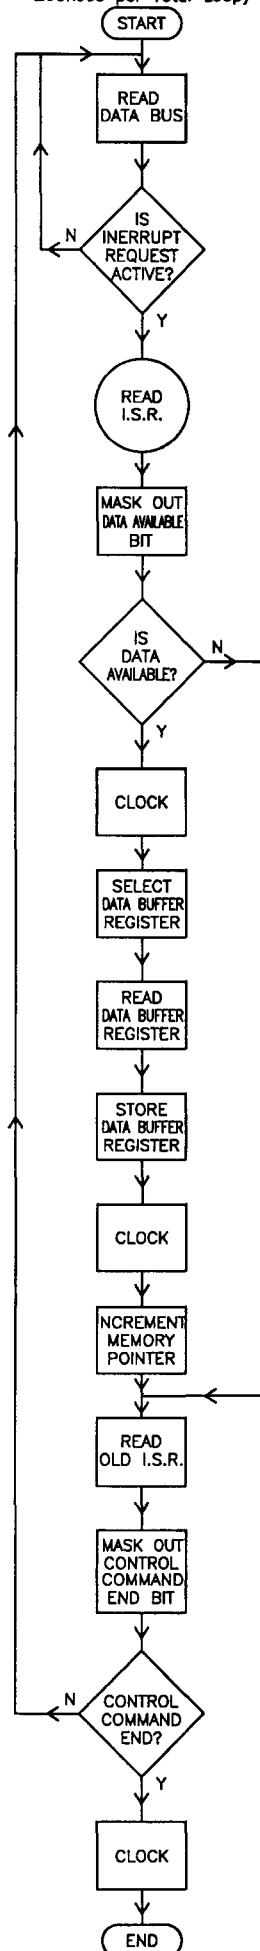 START
READ
DATA BUS
IS
INERRUPT
REQUEST
ACTIVE?
N
Y
READ
I.S.R.
MASK OUT
DATA AVAILABLE
BIT
IS
DATA
AVAILABLE?
N
Y
CLOCK
SELECT
DATA BUFFER
REGISTER
READ
DATA BUFFER
REGISTER
STORE
DATA BUFFER
REGISTER
CLOCK
NCREMENT
MEMORY
POINTER
READ
OLD I.S.R.
MASK OUT
CONTROL
COMMAND
END BIT
CONTROL
COMMAND
END?
N
Y
CLOCK
END